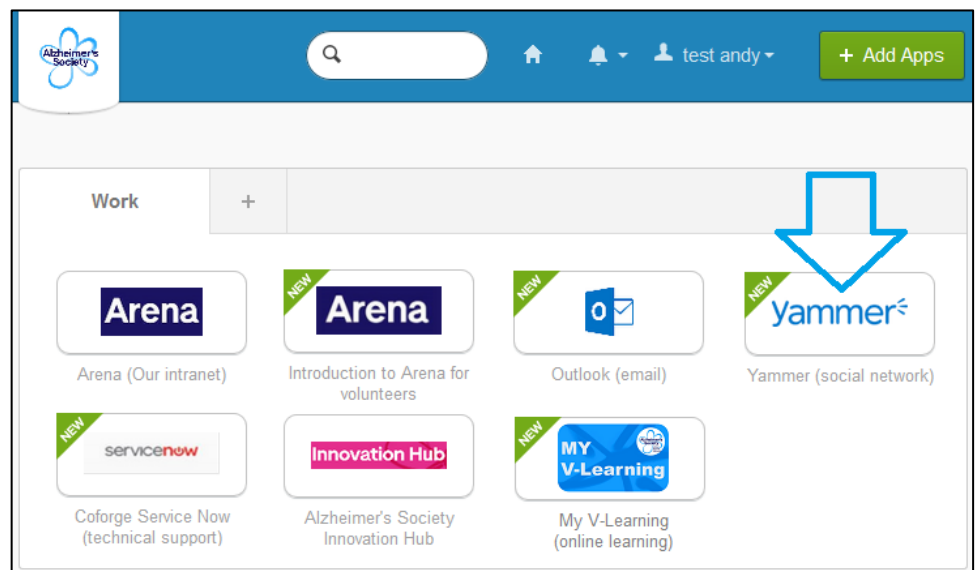 Alzheimer's
Society
test andy
+ Add Apps
Work
+
NEW
NEW
NEW
Arena
Arena
yammer
Arena (Our intranet)
Introduction to Arena for
volunteers
Outlook (email)
Yammer (social network)
NEW
NEW
servicenow
Innovation Hub
MY
V-Learning
Coforge Service Now
(technical support)
Alzheimer's Society
Innovation Hub
My V-Learning
(online learning)